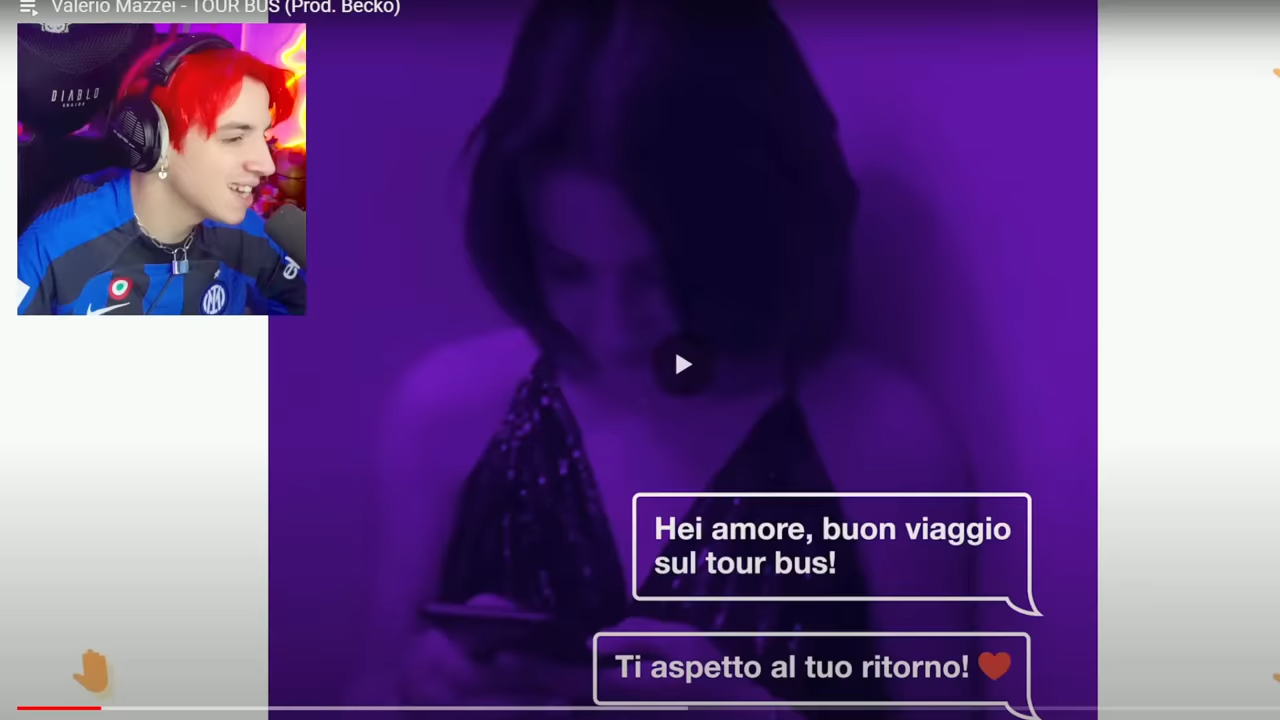 Valerio Mazzei - TOUR BUS (Prod. Becko)
DIABLO
Hei amore, buon viaggio
sul tour bus!
Ti aspetto al tuo ritorno! ❤️